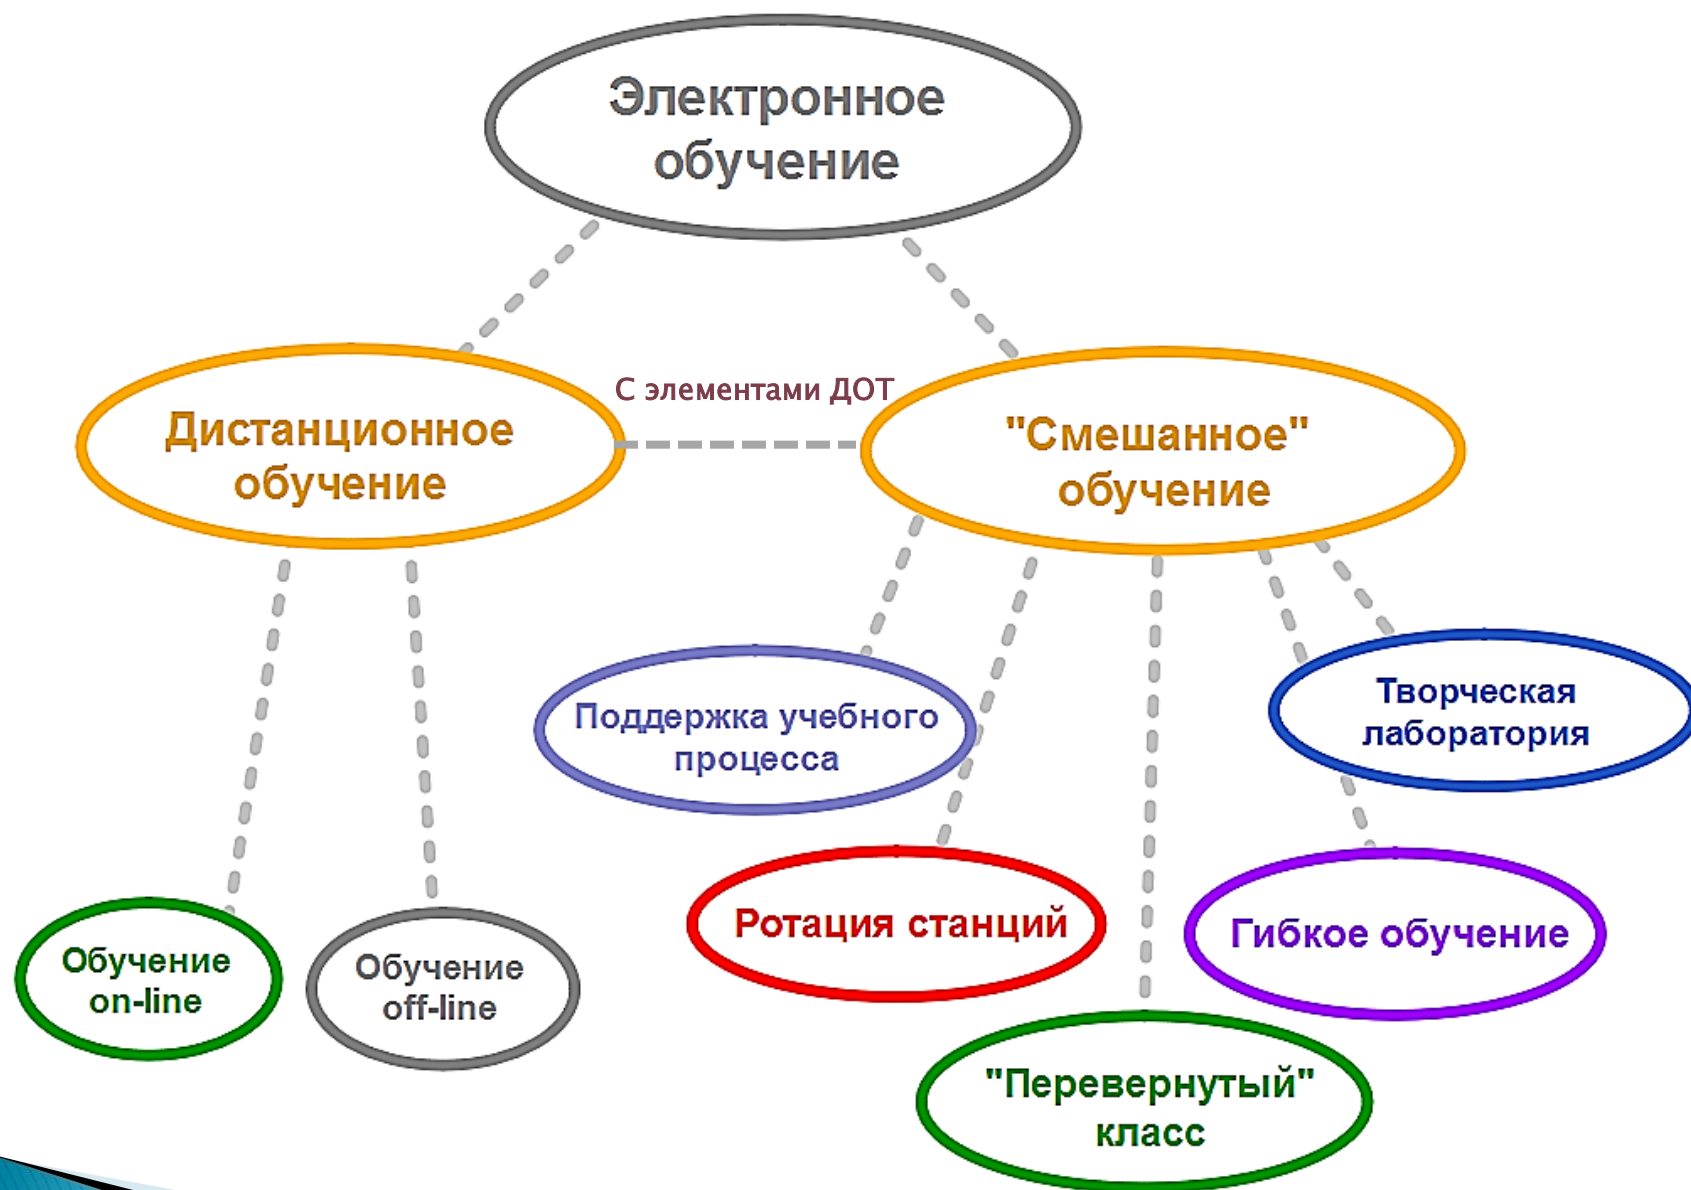 Электронное
обучение
С элементами ДОТ
Дистанционное
обучение
"Смешанное"
обучение
Поддержка учебного
процесса
Творческая
лаборатория
Ротация станций
Гибкое обучение
Обучение
on-line
Обучение
off-line
"Перевернутый"
класс